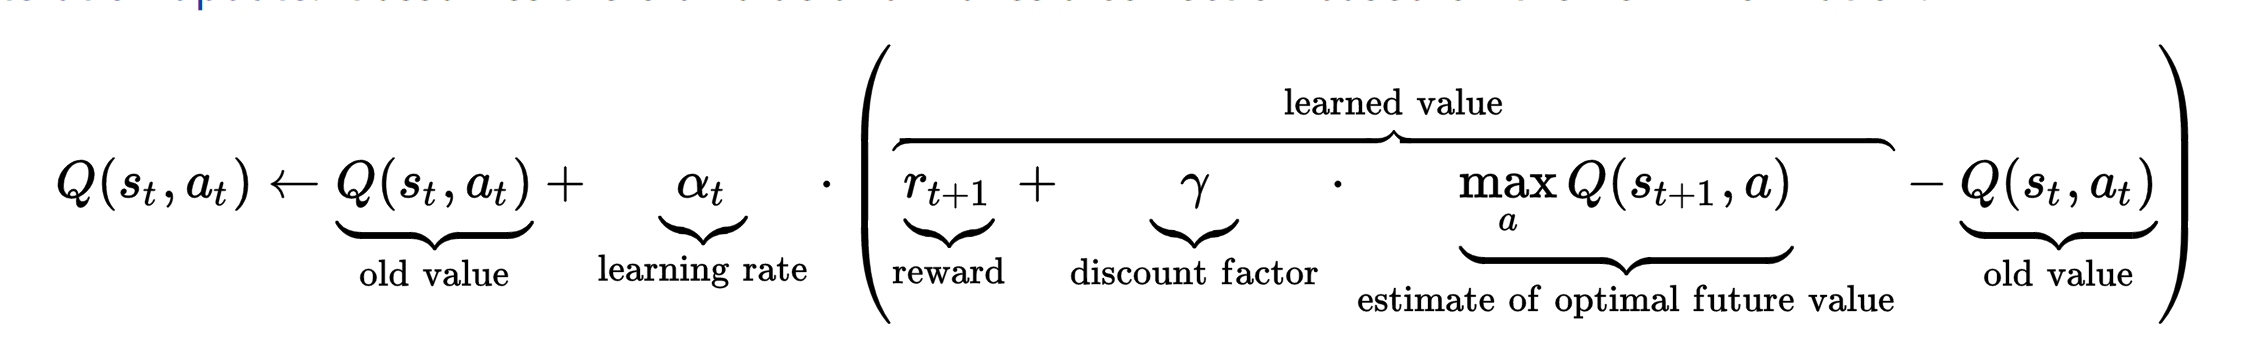 learned value
Q(s_t, a_t) ← Q(s_t, a_t) + α_t · ( r_{t+1} + γ · max_a Q(s_{t+1}, a) − Q(s_t, a_t) )
old value learning rate reward discount factor estimate of optimal future value old value